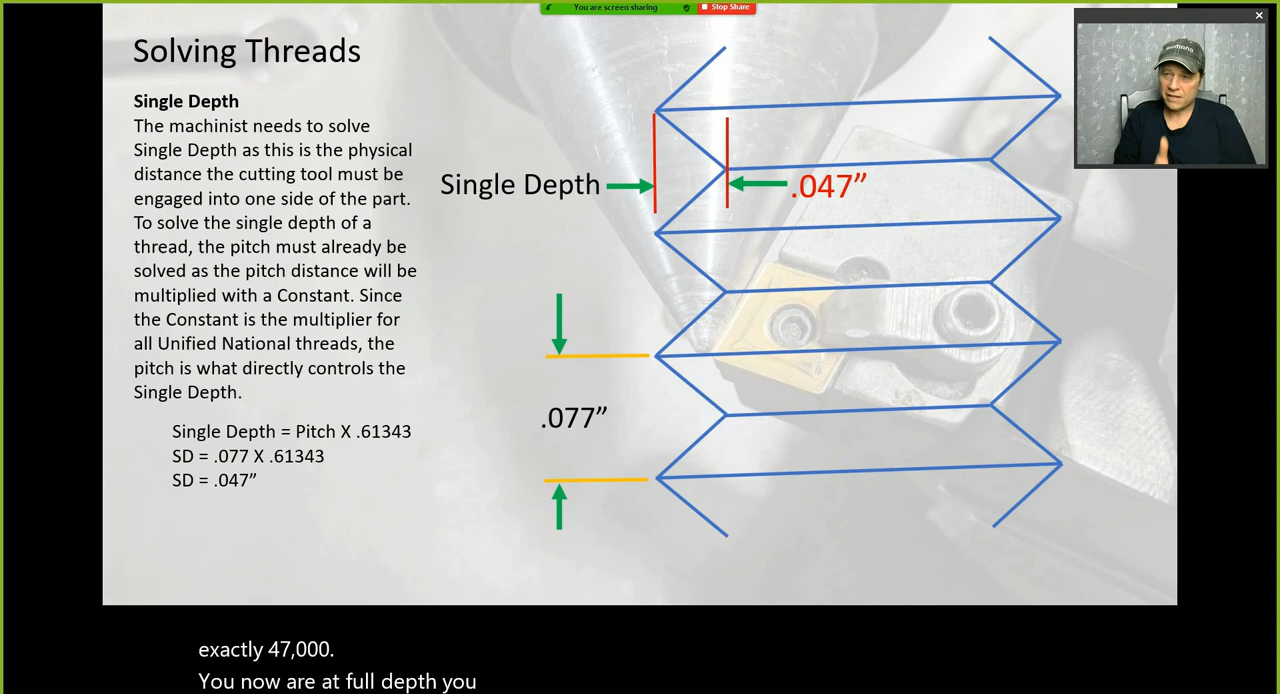 You are screen sharing
Stop Share
Solving Threads
Single Depth
The machinist needs to solve
Single Depth as this is the physical
distance the cutting tool must be
engaged into one side of the part.
To solve the single depth of a
thread, the pitch must already be
solved as the pitch distance will be
multiplied with a Constant. Since
the Constant is the multiplier for
all Unified National threads, the
pitch is what directly controls the
Single Depth.
Single Depth = Pitch X .61343
SD = .077 X .61343
SD = .047”
Single Depth
.047”
.077”
exactly 47,000.
You now are at full depth you